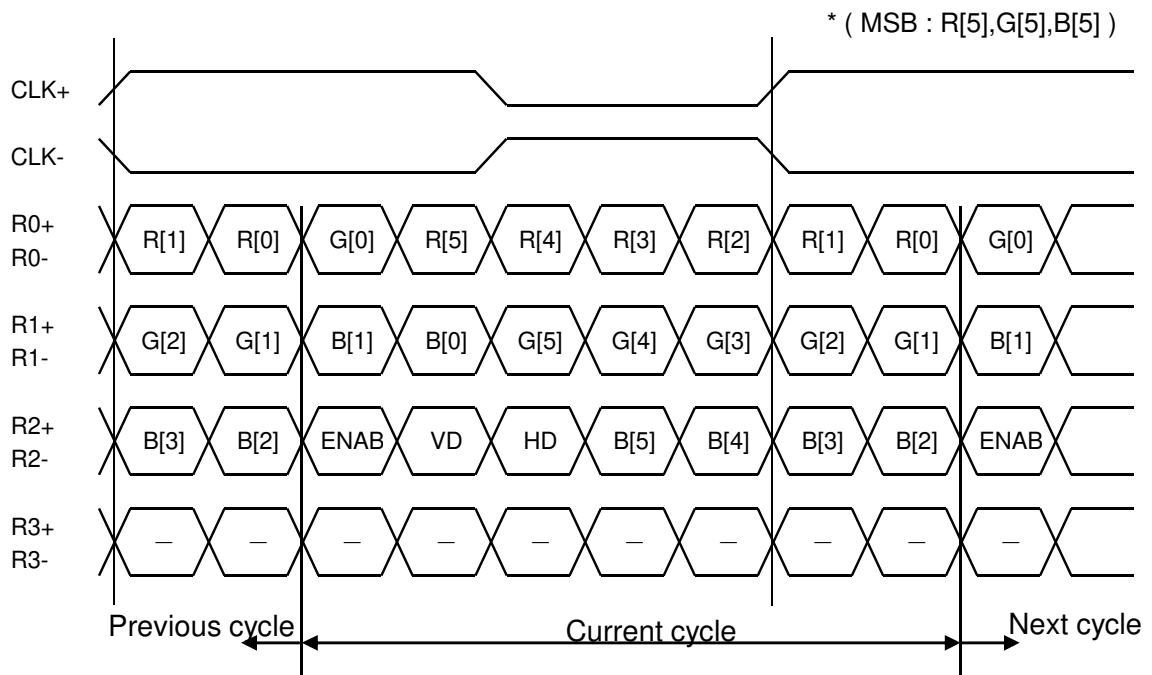 * ( MSB : R[5],G[5],B[5] )
CLK+
CLK-
R0+
R0-
R[1] R[0] G[0] R[5] R[4] R[3] R[2] R[1] R[0] G[0]
R1+
R1-
G[2] G[1] B[1] B[0] G[5] G[4] G[3] G[2] G[1] B[1]
R2+
R2-
B[3] B[2] ENAB VD HD B[5] B[4] B[3] B[2] ENAB
R3+
R3-
– – – – – – – – – –
Previous cycle Current cycle Next cycle